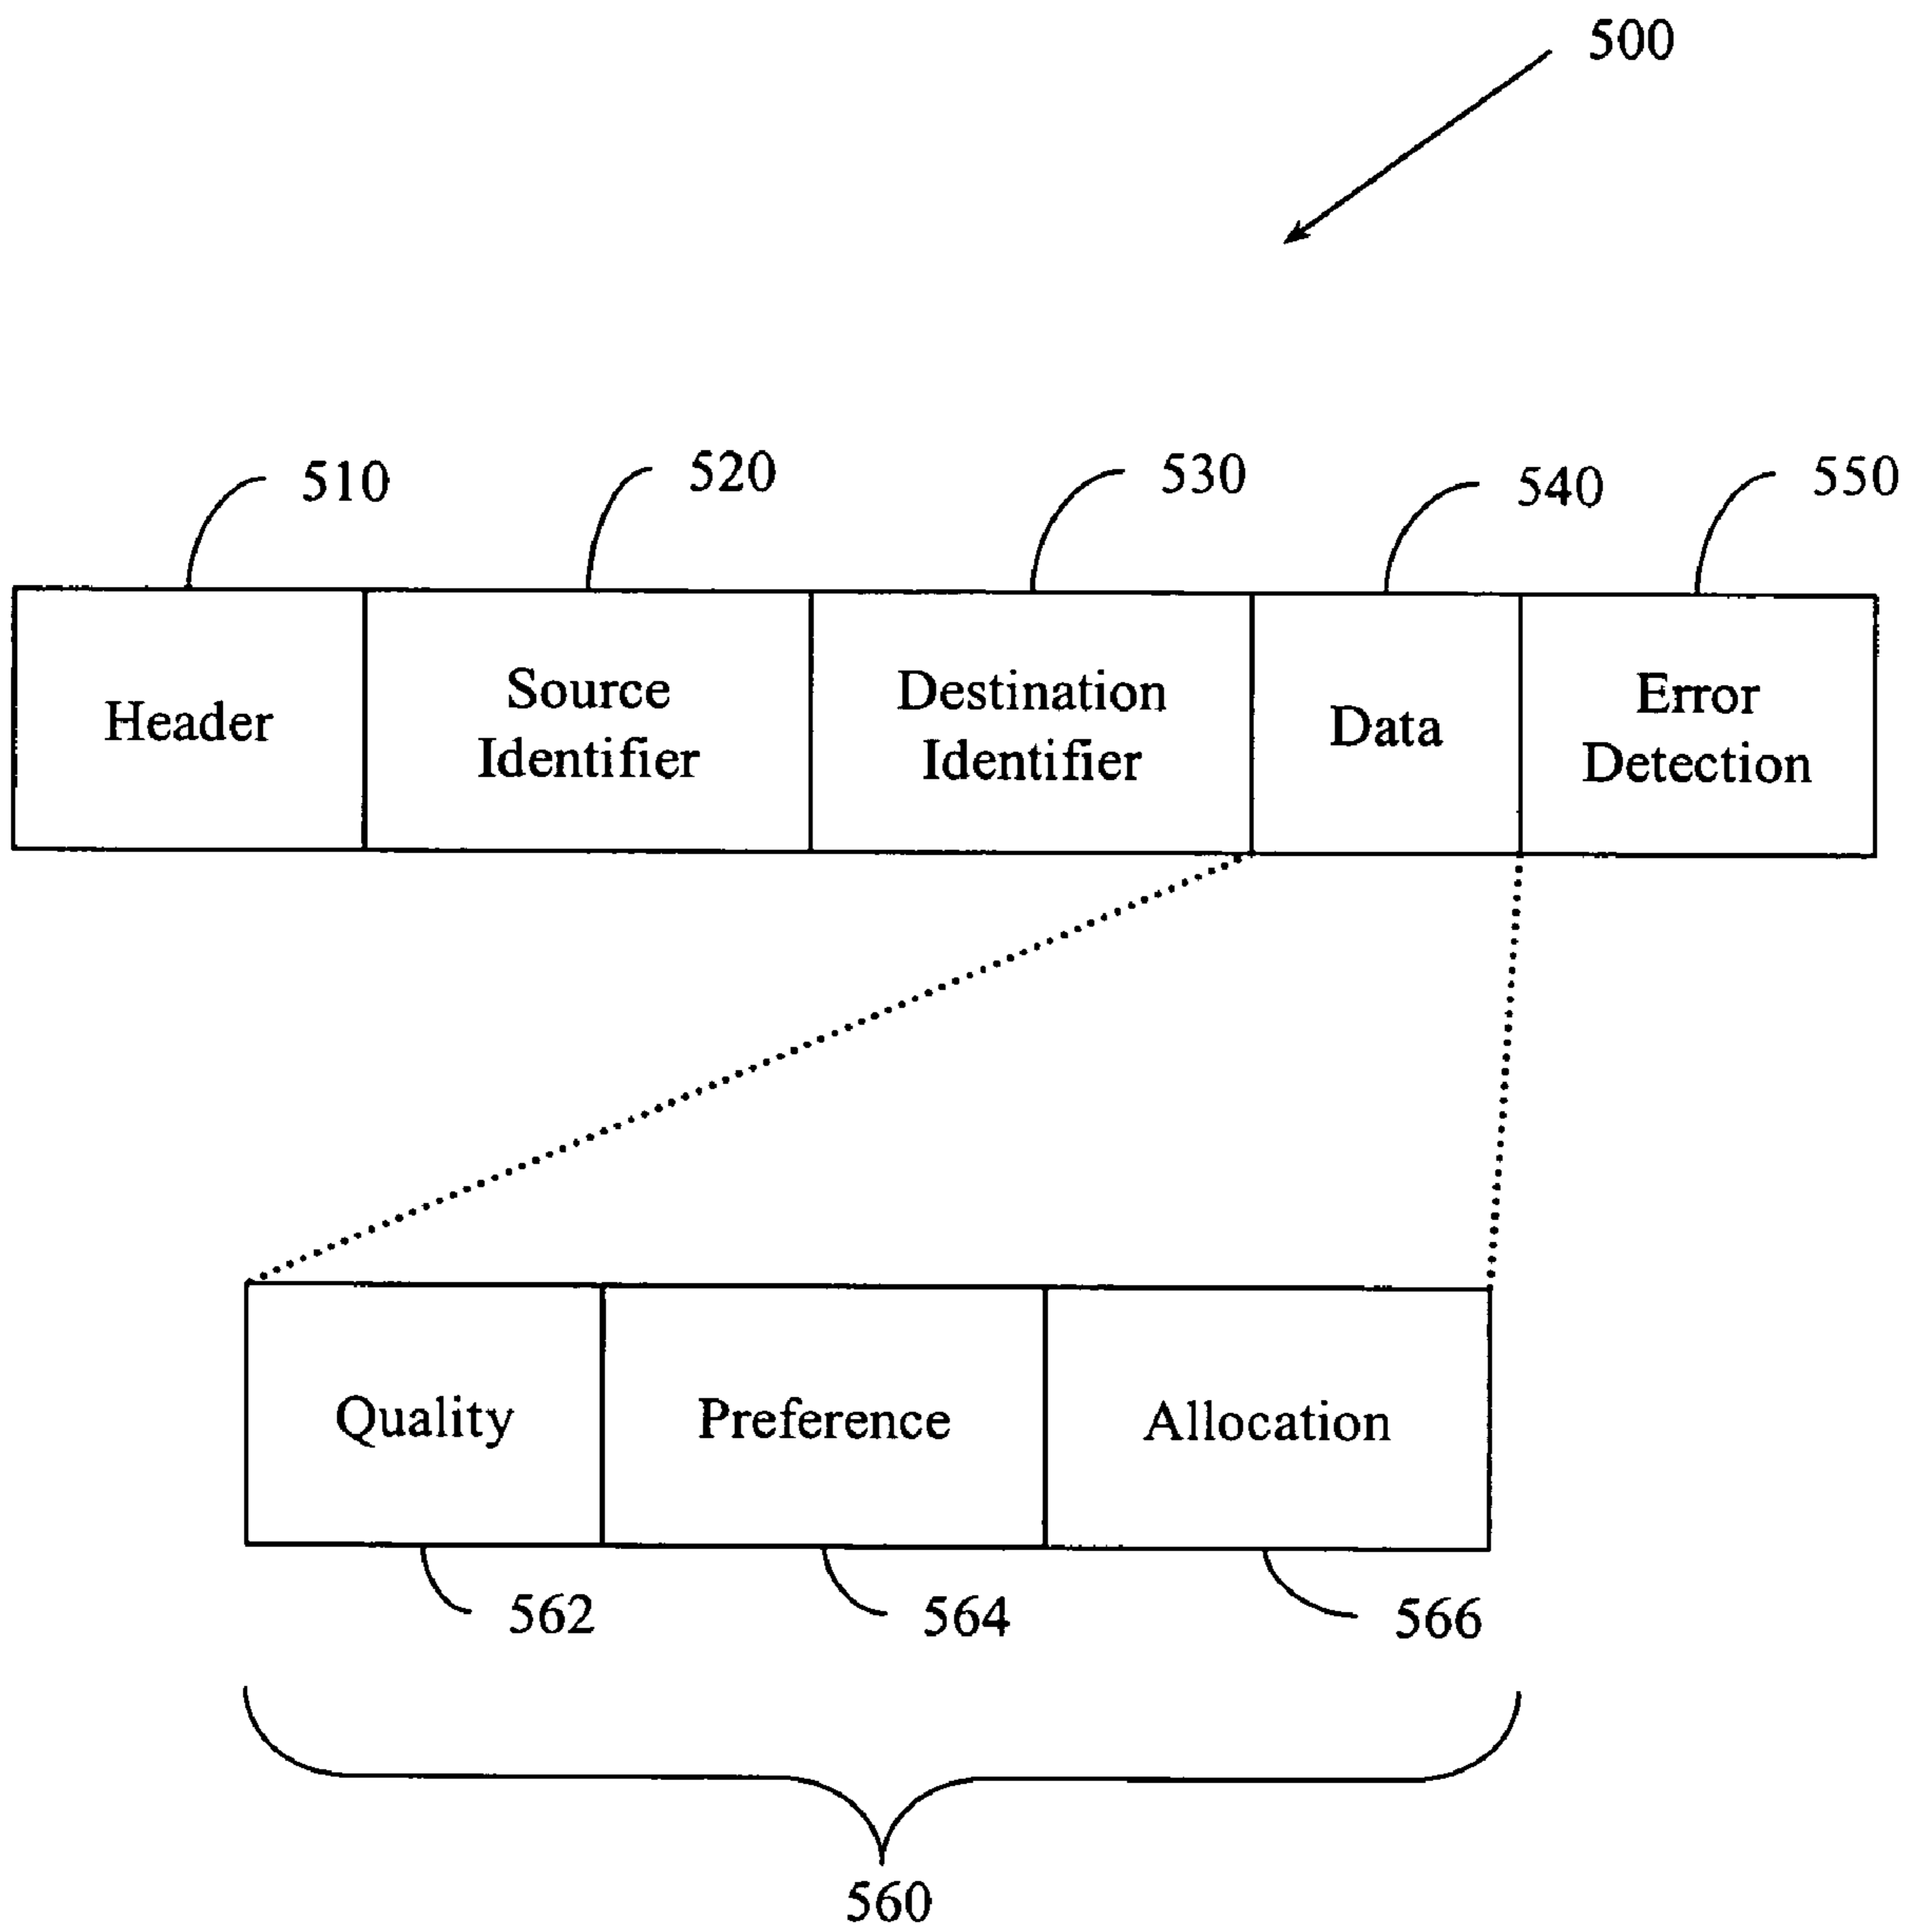 500
510
520
530
540
550
Header
Source
Identifier
Destination
Identifier
Data
Error
Detection
Quality
Preference
Allocation
562
564
566
560